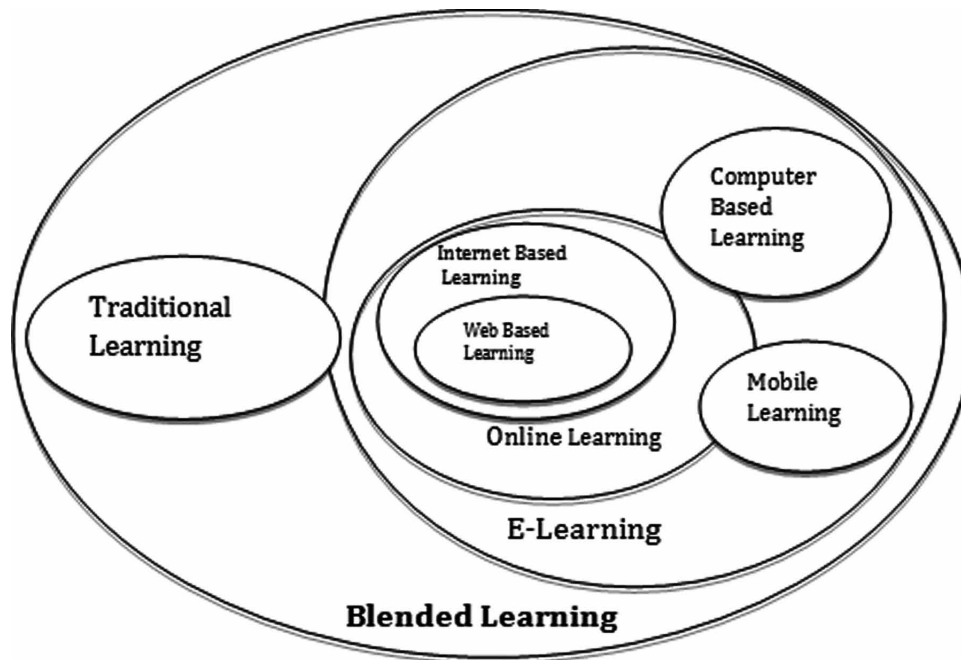 Computer
Based
Learning
Internet Based
Learning
Traditional
Learning
Web Based
Learning
Mobile
Learning
Online Learning
E-Learning
Blended Learning